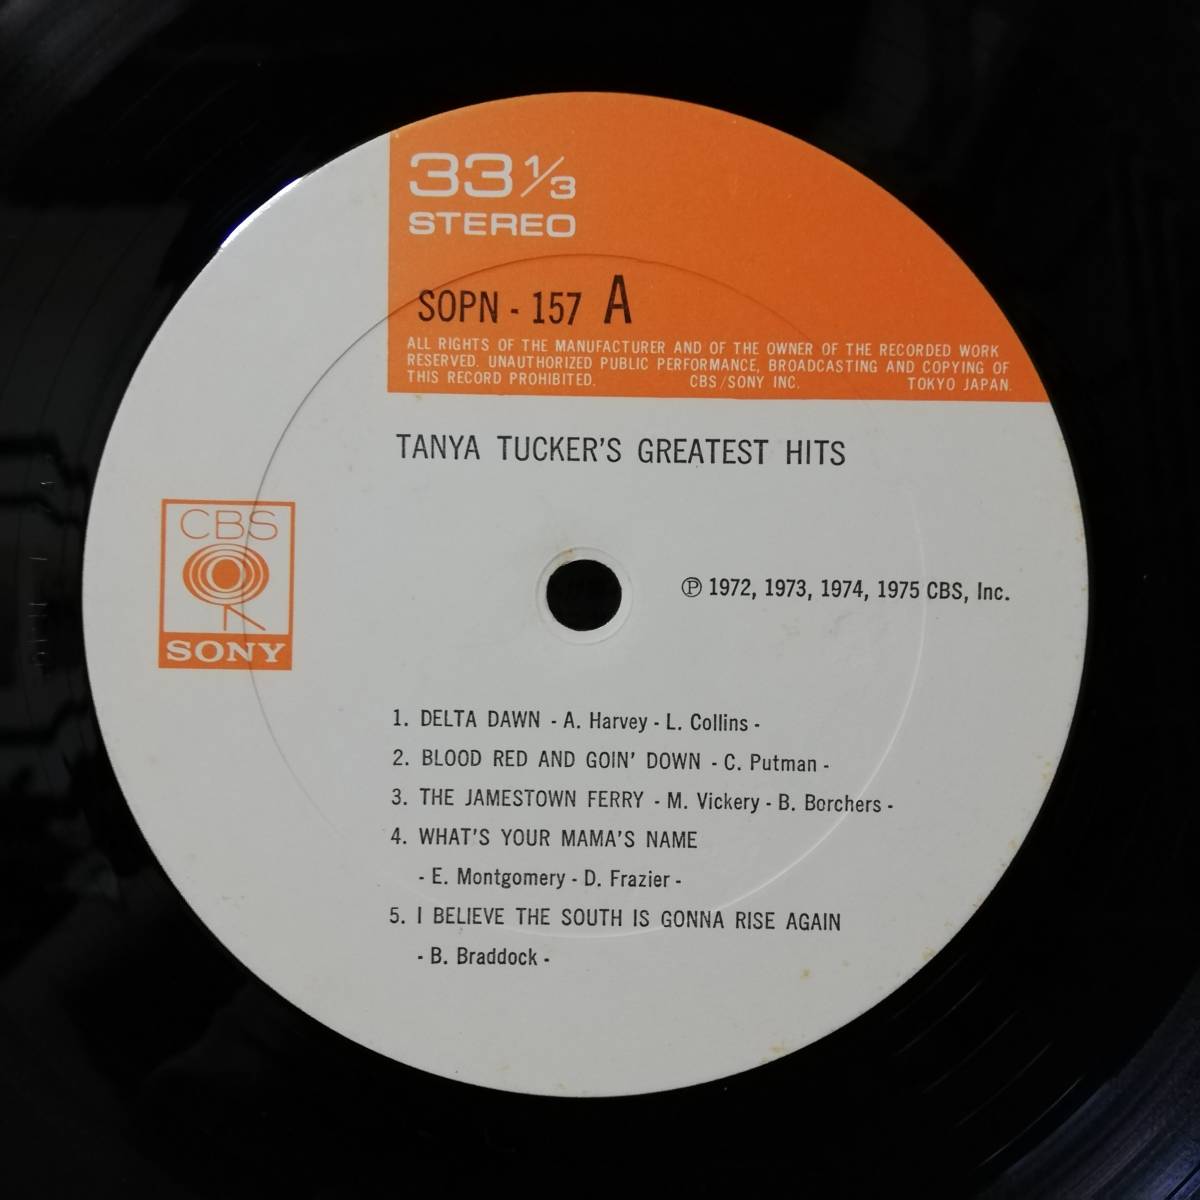 33 1/3
STEREO
SOPN - 157 A
ALL RIGHTS OF THE MANUFACTURER AND OF THE OWNER OF THE RECORDED WORK
RESERVED. UNAUTHORIZED PUBLIC PERFORMANCE, BROADCASTING AND COPYING OF
THIS RECORD PROHIBITED. CBS/SONY INC. TOKYO JAPAN.
TANYA TUCKER'S GREATEST HITS
CBS
SONY
℗ 1972, 1973, 1974, 1975 CBS, Inc.
1. DELTA DAWN - A. Harvey - L. Collins -
2. BLOOD RED AND GOIN' DOWN - C. Putman -
3. THE JAMESTOWN FERRY - M. Vickery - B. Borchers -
4. WHAT'S YOUR MAMA'S NAME
- E. Montgomery - D. Frazier -
5. I BELIEVE THE SOUTH IS GONNA RISE AGAIN
- B. Braddock -